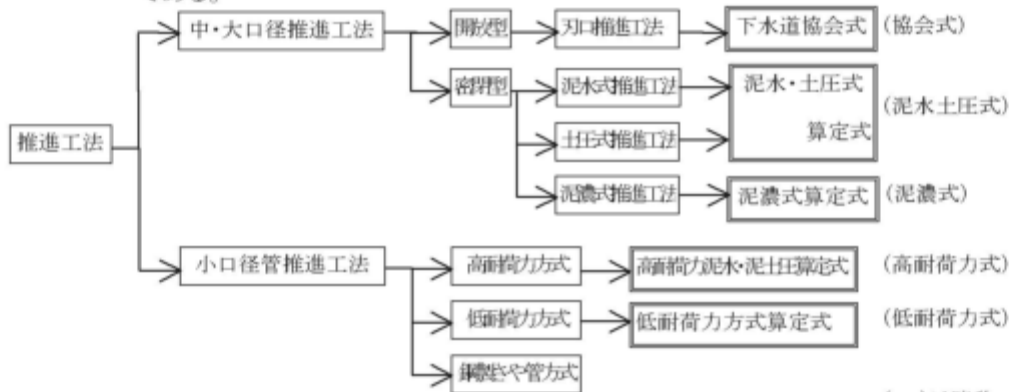 中・大口径推進工法
開放型
刃口推進工法
下水道協会式
(協会式)
密閉型
泥水式推進工法
泥水・土圧式
算定式
(泥水土圧式)
推進工法
土圧式推進工法
泥濃式推進工法
泥濃式算定式
(泥濃式)
小口径管推進工法
高耐荷力方式
高耐荷力泥水・泥土圧算定式
(高耐荷力式)
低耐荷力方式
低耐荷力方式算定式
(低耐荷力式)
鋼製さや管方式